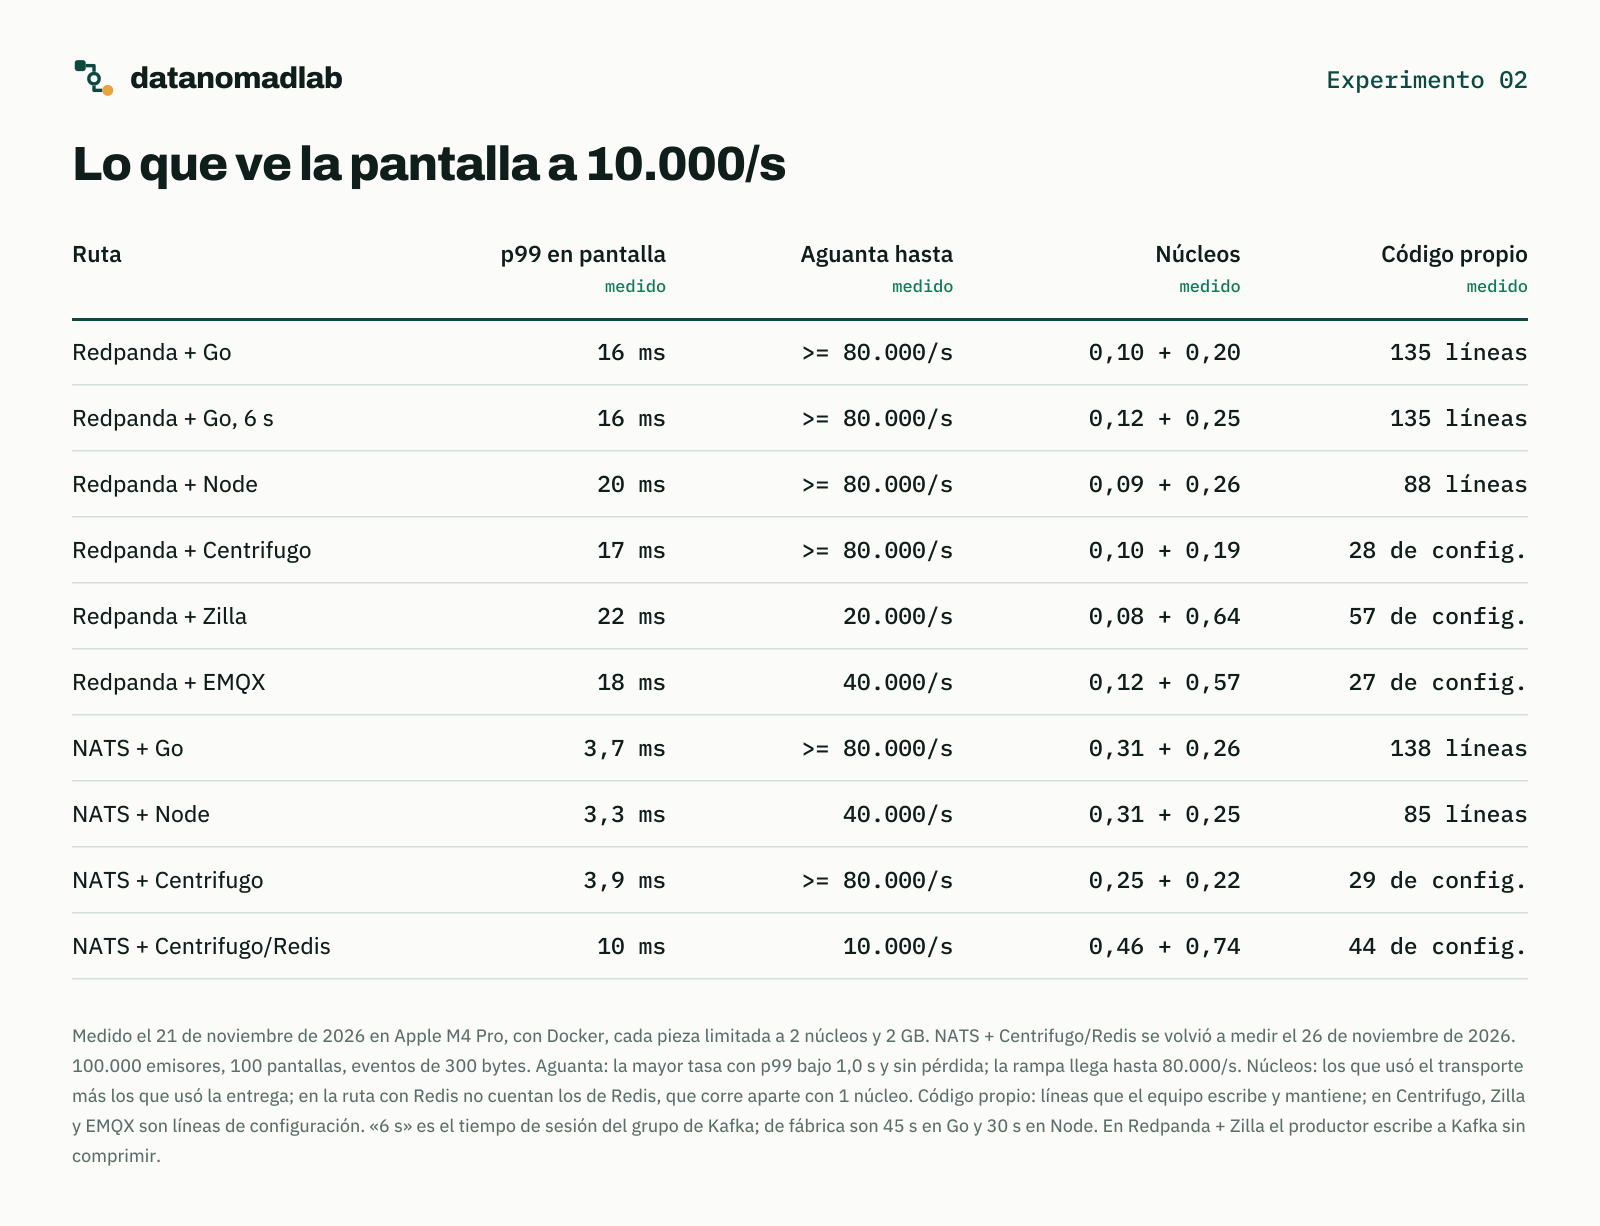 datanomadlab
Experimento 02
Lo que ve la pantalla a 10.000/s
Ruta p99 en pantalla Aguanta hasta Núcleos Código propio
medido medido medido medido
Redpanda + Go 16 ms >= 80.000/s 0,10 + 0,20 135 líneas
Redpanda + Go, 6 s 16 ms >= 80.000/s 0,12 + 0,25 135 líneas
Redpanda + Node 20 ms >= 80.000/s 0,09 + 0,26 88 líneas
Redpanda + Centrifugo 17 ms >= 80.000/s 0,10 + 0,19 28 de config.
Redpanda + Zilla 22 ms 20.000/s 0,08 + 0,64 57 de config.
Redpanda + EMQX 18 ms 40.000/s 0,12 + 0,57 27 de config.
NATS + Go 3,7 ms >= 80.000/s 0,31 + 0,26 138 líneas
NATS + Node 3,3 ms 40.000/s 0,31 + 0,25 85 líneas
NATS + Centrifugo 3,9 ms >= 80.000/s 0,25 + 0,22 29 de config.
NATS + Centrifugo/Redis 10 ms 10.000/s 0,46 + 0,74 44 de config.
Medido el 21 de noviembre de 2026 en Apple M4 Pro, con Docker, cada pieza limitada a 2 núcleos y 2 GB. NATS + Centrifugo/Redis se volvió a medir el 26 de noviembre de 2026.
100.000 emisores, 100 pantallas, eventos de 300 bytes. Aguanta: la mayor tasa con p99 bajo 1,0 s y sin pérdida; la rampa llega hasta 80.000/s. Núcleos: los que usó el transporte
más los que usó la entrega; en la ruta con Redis no cuentan los de Redis, que corre aparte con 1 núcleo. Código propio: líneas que el equipo escribe y mantiene; en Centrifugo, Zilla
y EMQX son líneas de configuración. «6 s» es el tiempo de sesión del grupo de Kafka; de fábrica son 45 s en Go y 30 s en Node. En Redpanda + Zilla el productor escribe a Kafka sin
comprimir.